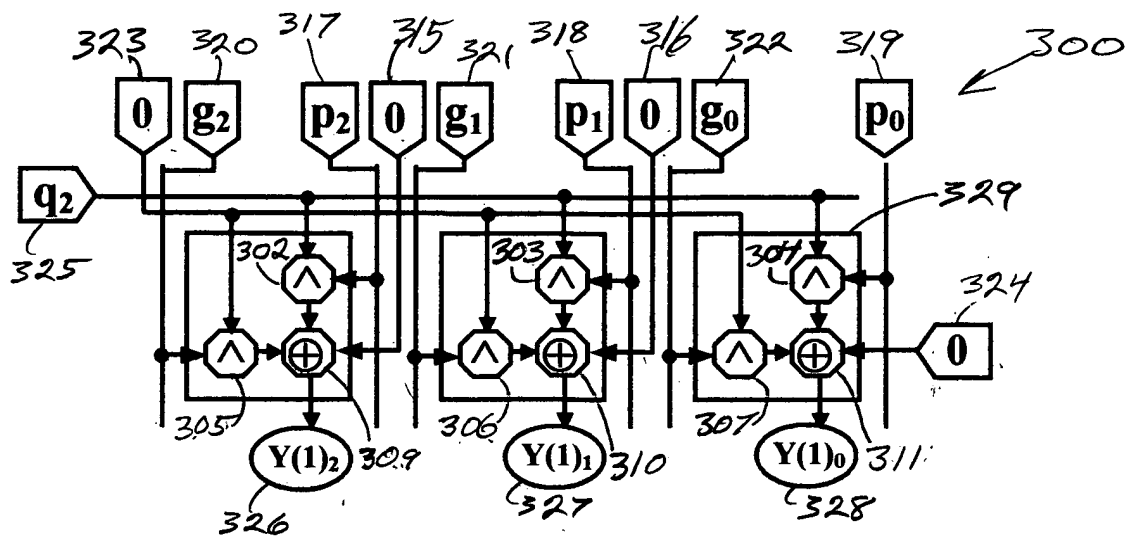 323 320 317 315 321 318 316 322 319 300
0 g₂ p₂ 0 g₁ p₁ 0 g₀ p₀
q₂
329
325 302 ∧ 303 ∧ 304 ∧ 324
∧ ⊕ ∧ ⊕ ∧ ⊕ 0
305 306 307
Y(1)₂ 309 Y(1)₁ 310 Y(1)₀ 311
326 327 328